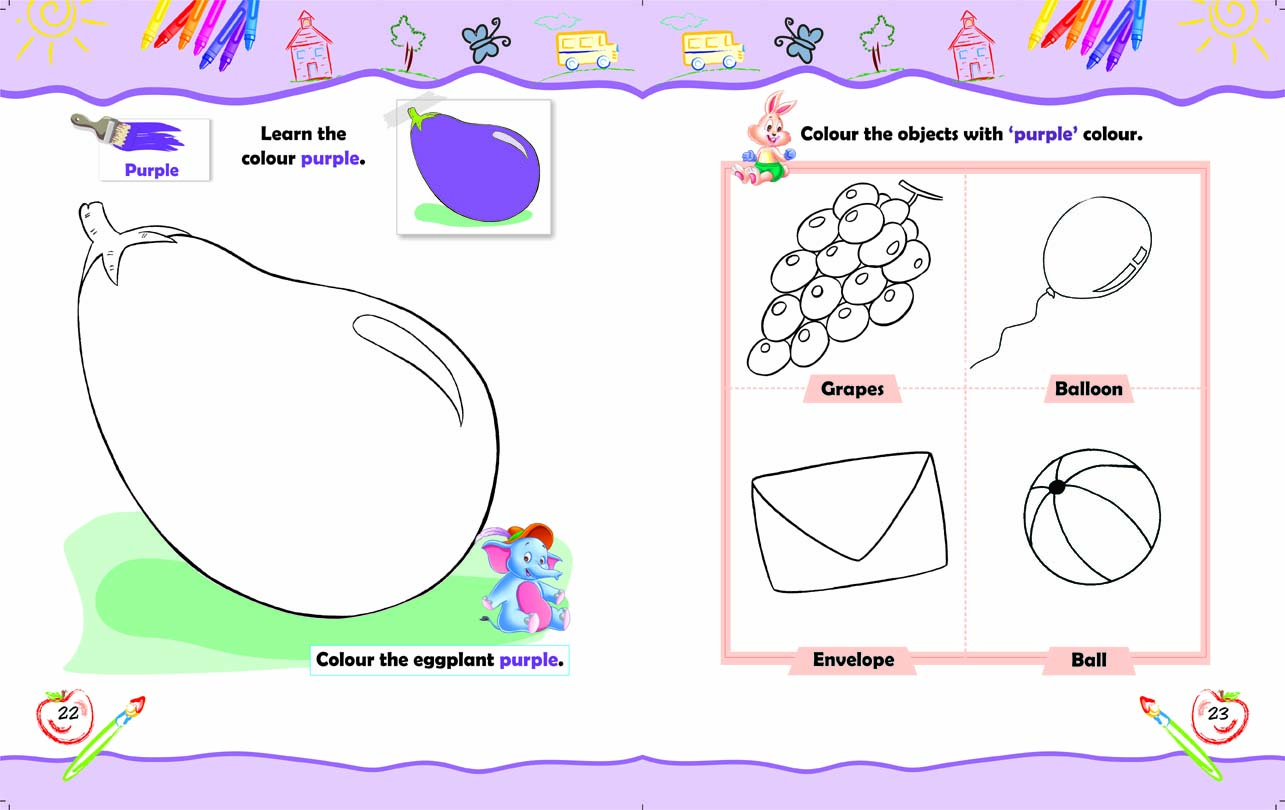 Purple
Learn the
colour purple.
Colour the eggplant purple.
22
Colour the objects with ‘purple’ colour.
Grapes
Balloon
Envelope
Ball
23